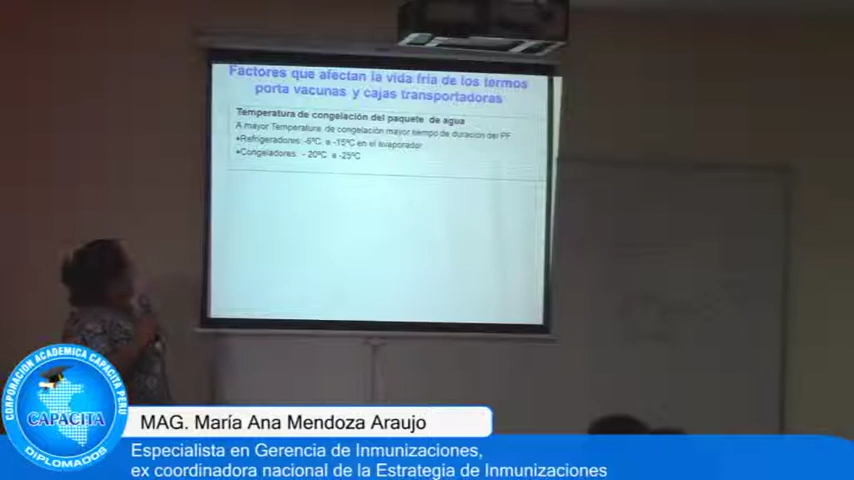 Factores que afectan la vida fría de los termos
porta vacunas y cajas transportadoras
Temperatura de congelación del paquete de agua
A mayor Temperatura de congelación mayor tiempo de duración del PF
•Refrigeradores: -5ºC a -15ºC en el evaporador
•Congeladores: - 20ºC a -25ºC
CORPORACIÓN ACADEMICA CAPACITA PERU
CAPACITA
DIPLOMADOS
MAG. María Ana Mendoza Araujo
Especialista en Gerencia de Inmunizaciones,
ex coordinadora nacional de la Estrategia de Inmunizaciones